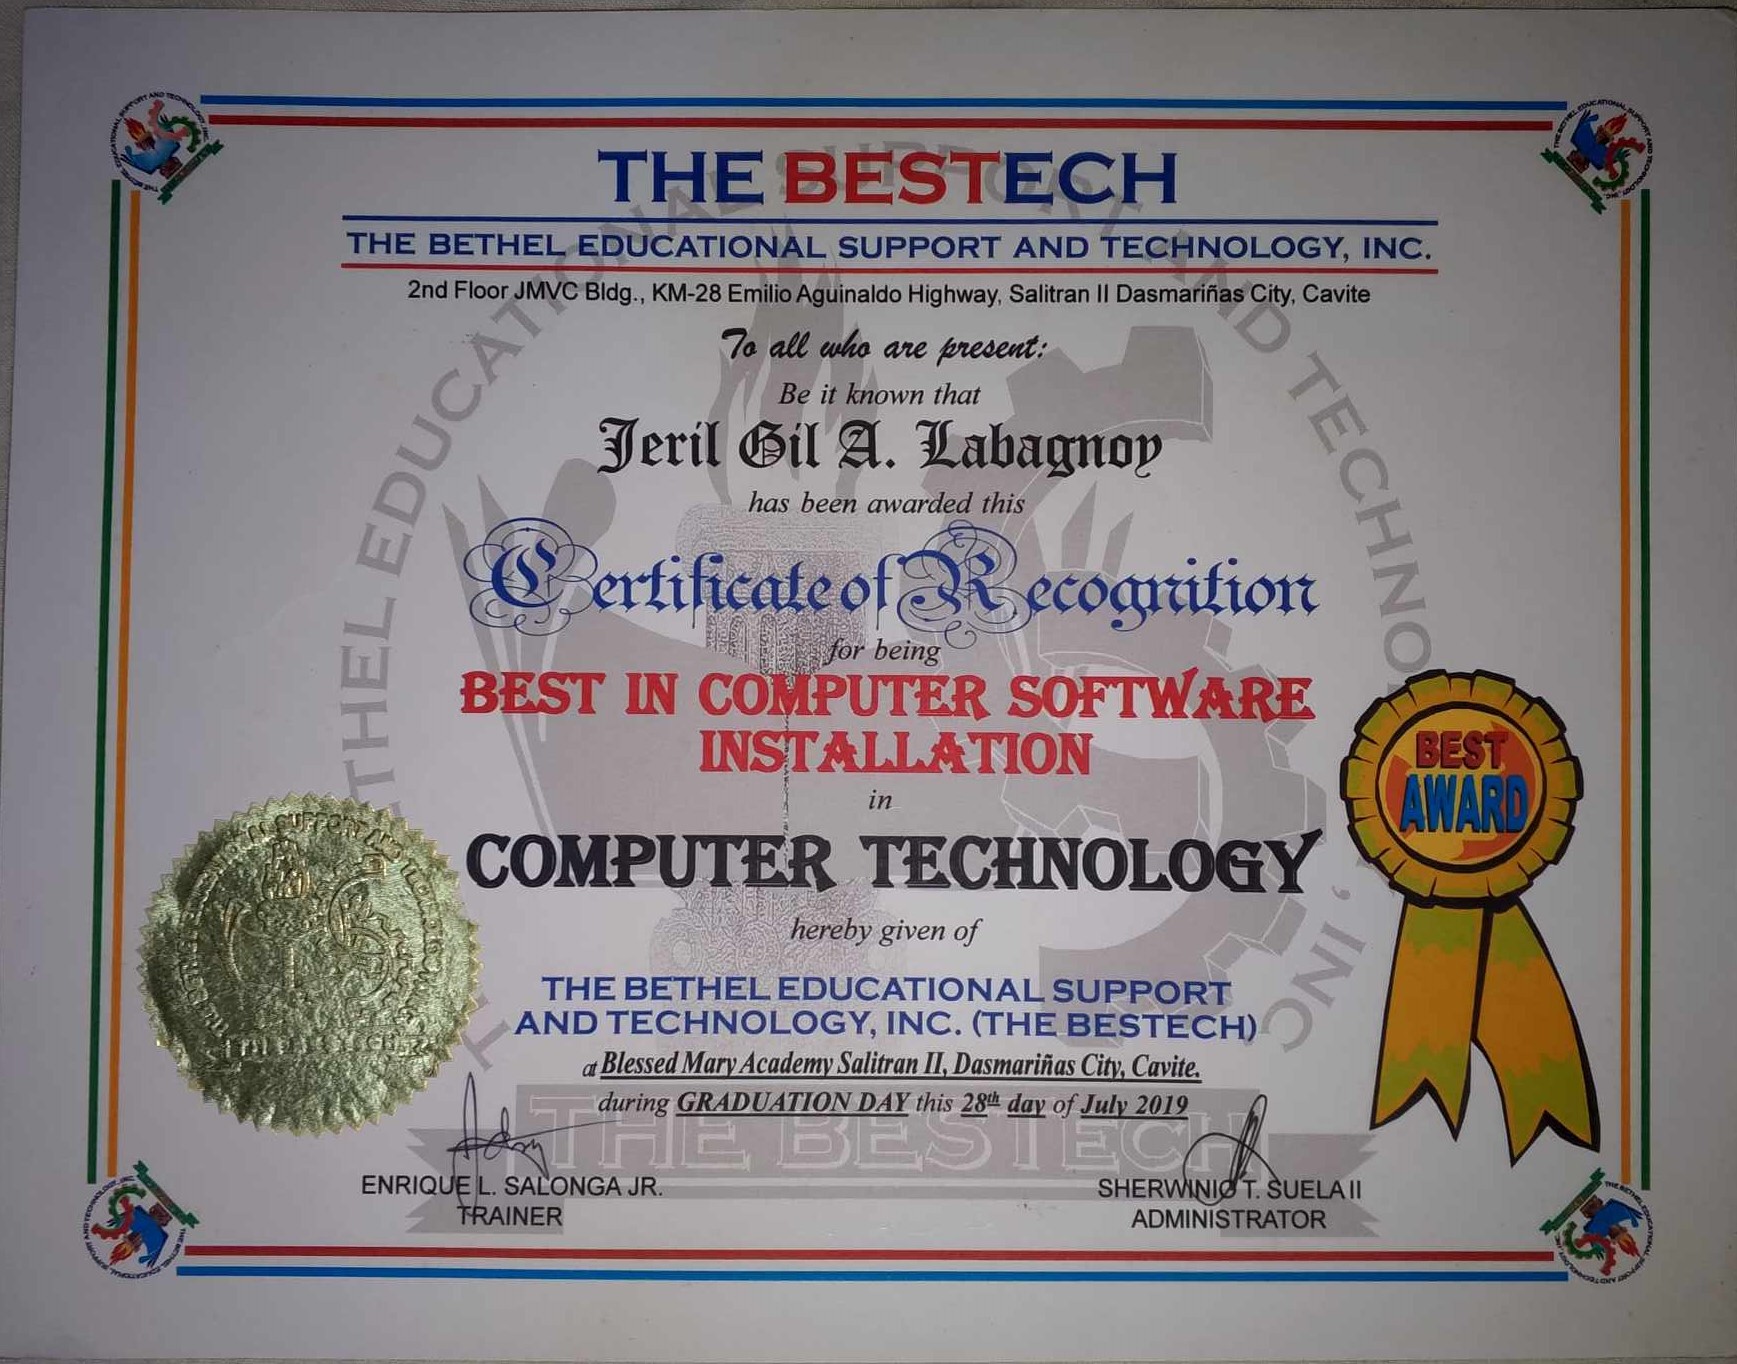 THE BESTECH
THE BETHEL EDUCATIONAL SUPPORT AND TECHNOLOGY, INC.
2nd Floor JMVC Bldg., KM-28 Emilio Aguinaldo Highway, Salitran II Dasmariñas City, Cavite
To all who are present:
Be it known that
Jeril Gil A. Labagnoy
has been awarded this
Certificate of Recognition
for being
BEST IN COMPUTER SOFTWARE
INSTALLATION
in
COMPUTER TECHNOLOGY
hereby given of
THE BETHEL EDUCATIONAL SUPPORT
AND TECHNOLOGY, INC. (THE BESTECH)
at Blessed Mary Academy Salitran II, Dasmariñas City, Cavite.
during GRADUATION DAY this 28th day of July 2019
BEST
AWARD
THE BESTECH
ENRIQUE L. SALONGA JR.
TRAINER
SHERWINIO T. SUELA II
ADMINISTRATOR